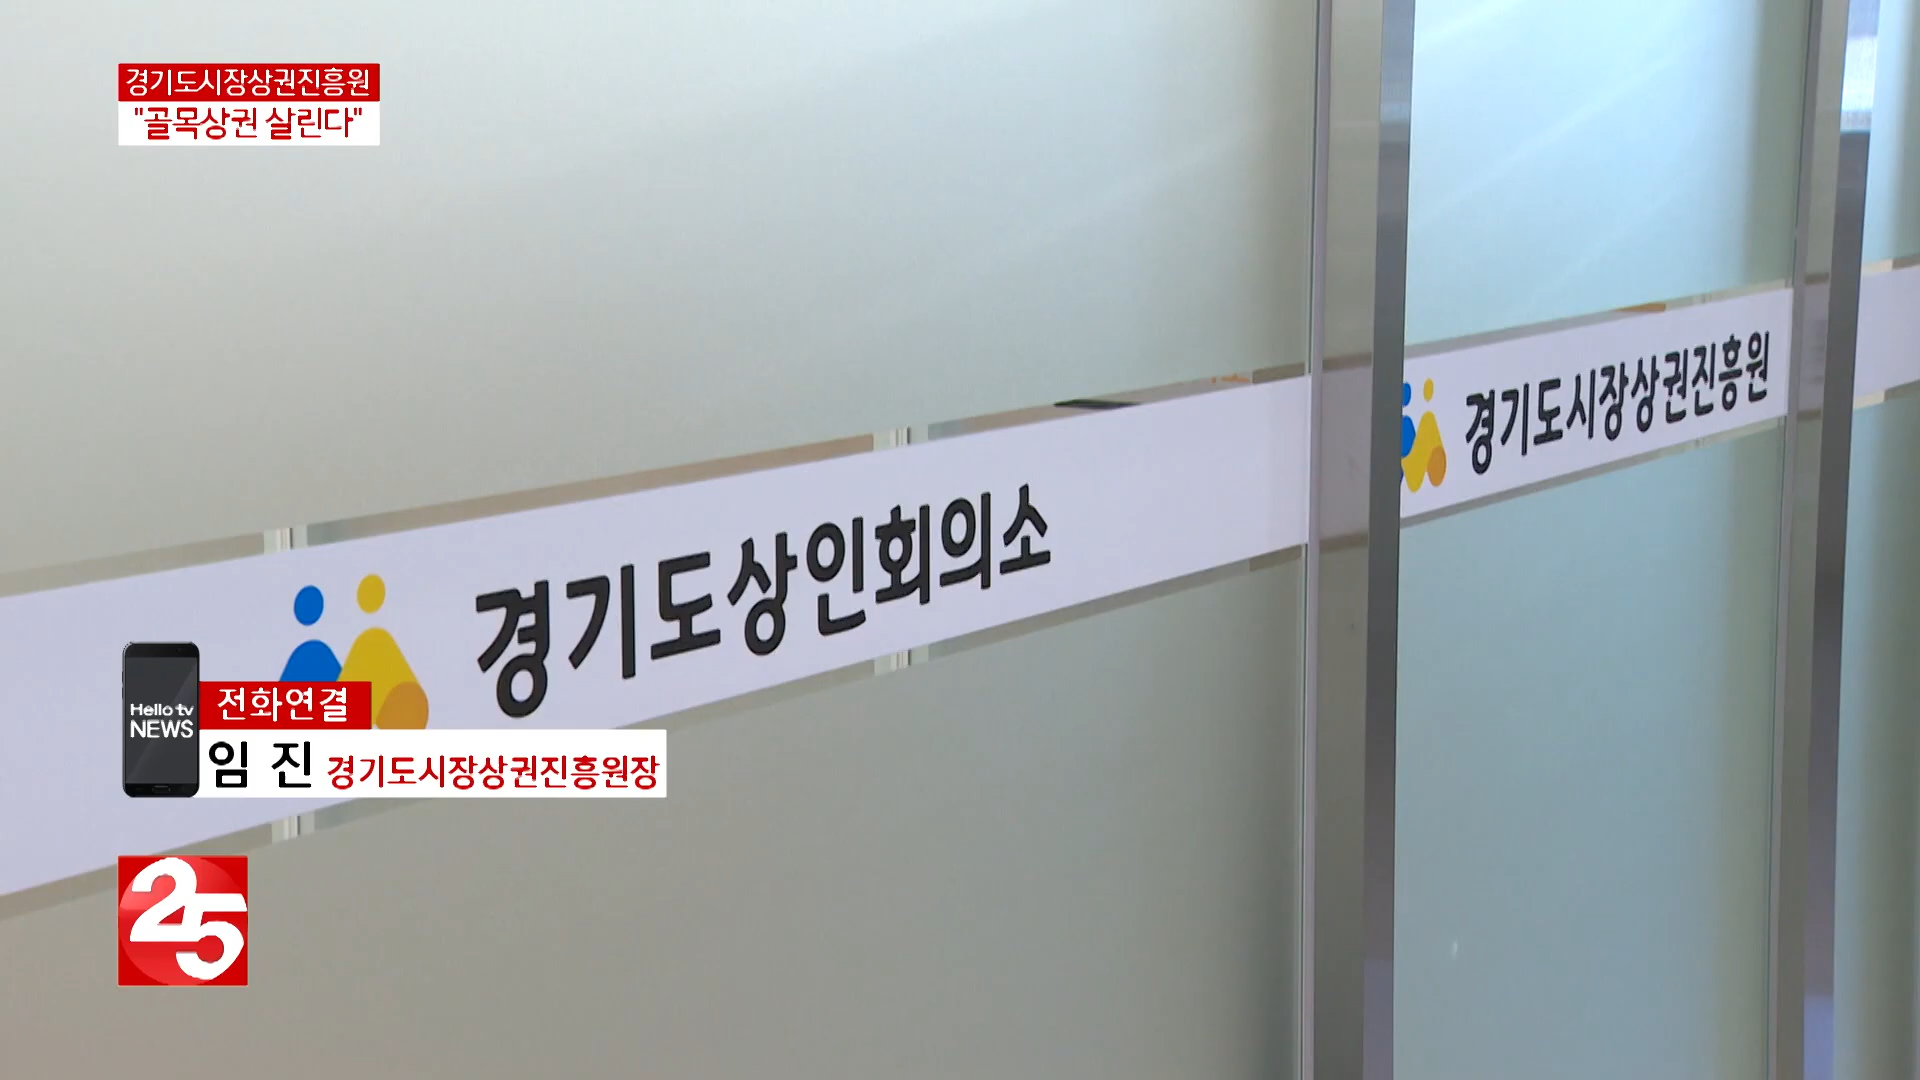 경기도시장상권진흥원
"골목상권 살린다"
경기도시장상권진흥원
경기도상인회의소
Hello tv
NEWS
전화연결
임 진 경기도시장상권진흥원장
25